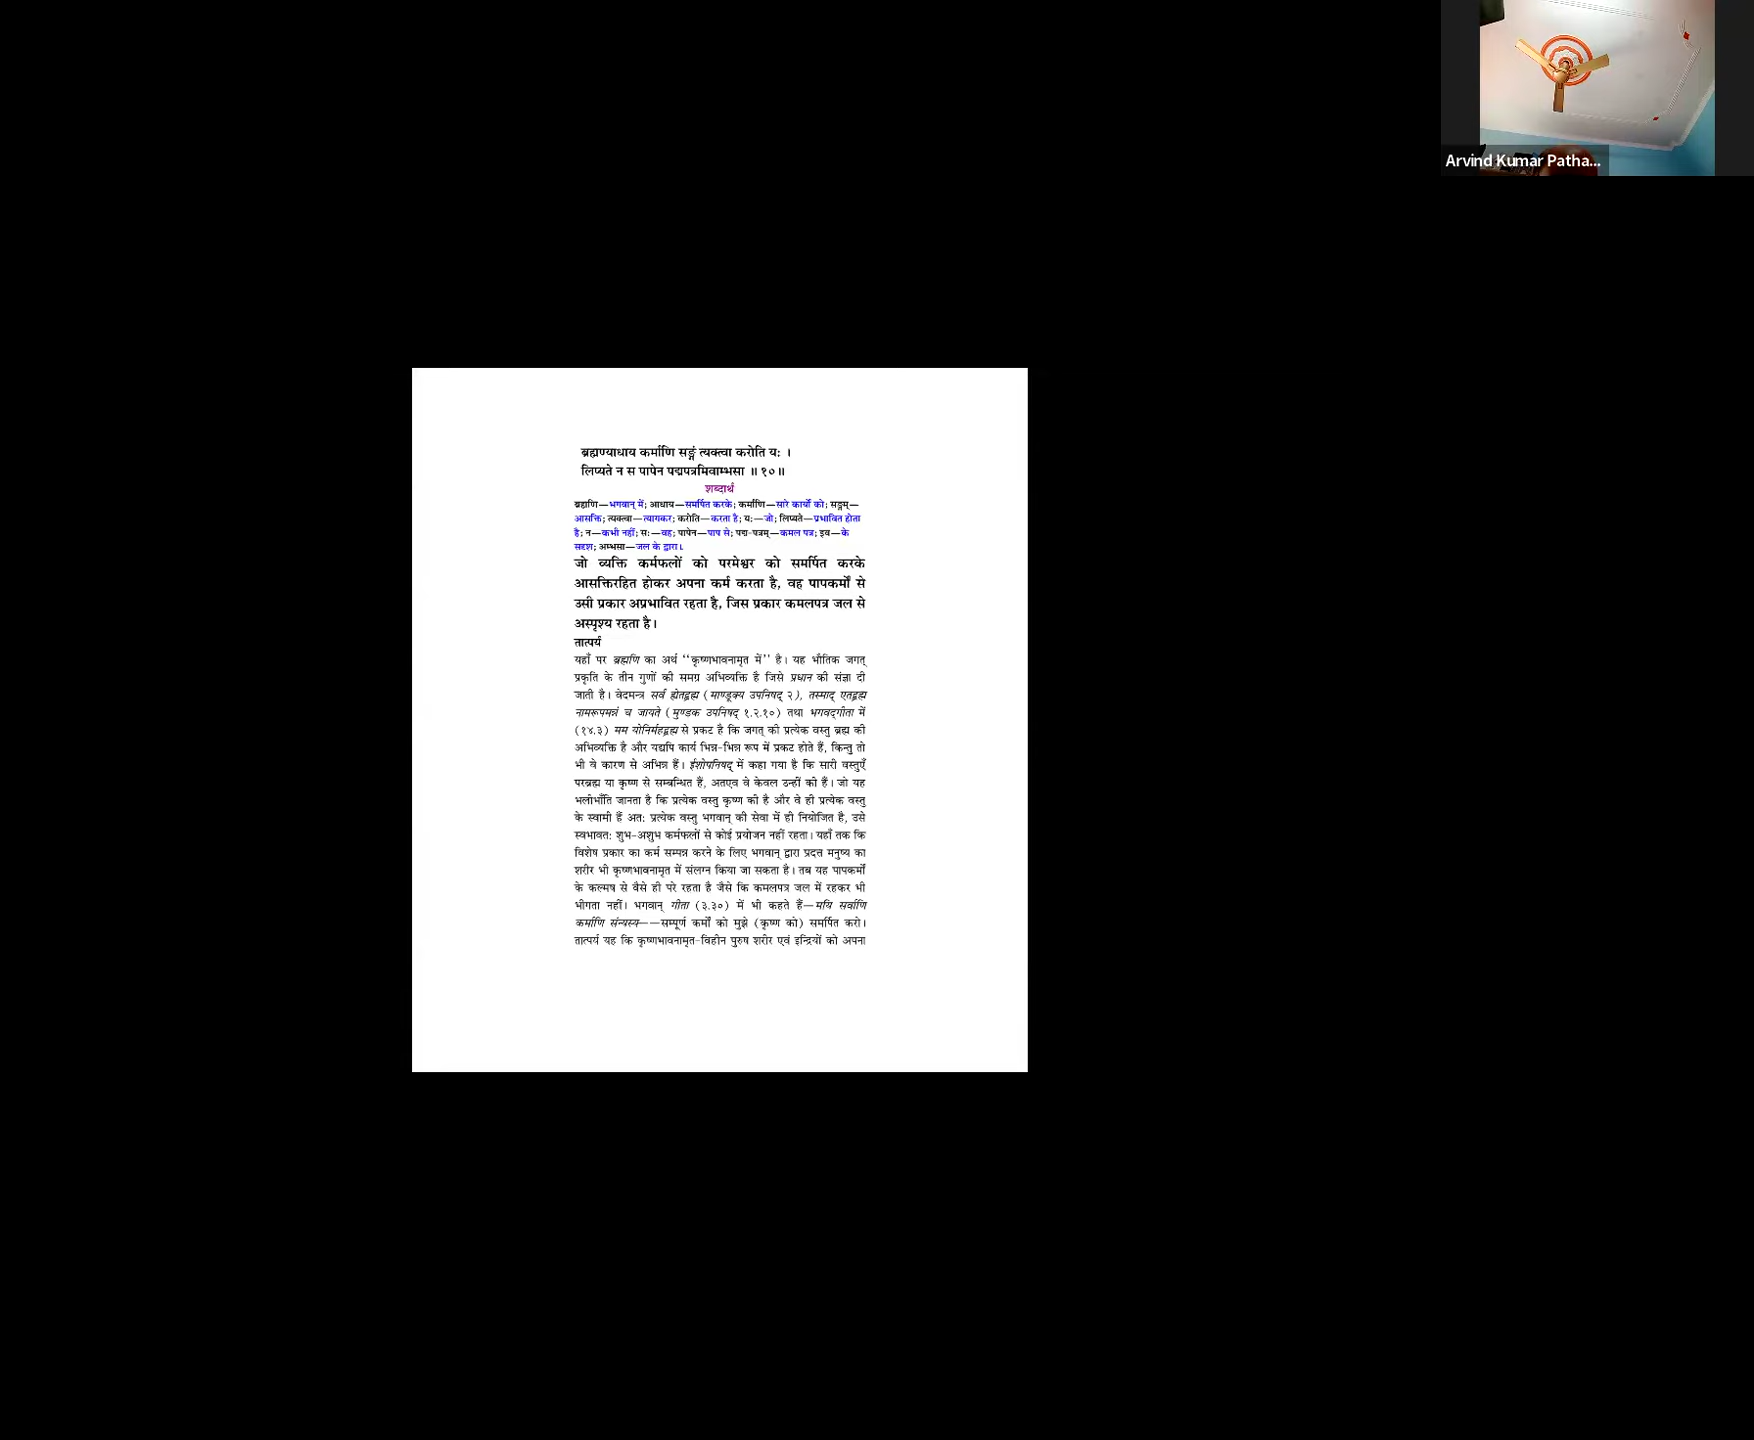 Arvind Kumar Patha...
ब्रह्मण्याधाय कर्माणि सङ्गं त्यक्त्वा करोति यः ।
लिप्यते न स पापेन पद्मपत्रमिवाम्भसा ॥ १० ॥
शब्दार्थ
ब्रह्मणि—भगवान् में; आधाय—समर्पित करके; कर्माणि—सारे कार्यों को; सङ्गम्—
आसक्ति; त्यक्त्वा—त्यागकर; करोति—करता है; यः—जो; लिप्यते—प्रभावित होता
है; न—कभी नहीं; सः—वह; पापेन—पाप से; पद्म-पत्रम्—कमल पत्र; इव—के
सदृश; अम्भसा—जल के द्वारा।
जो व्यक्ति कर्मफलों को परमेश्वर को समर्पित करके
आसक्तिरहित होकर अपना कर्म करता है, वह पापकर्मों से
उसी प्रकार अप्रभावित रहता है, जिस प्रकार कमलपत्र जल से
अस्पृश्य रहता है।
तात्पर्य
यहाँ पर ब्रह्मणि का अर्थ ‘‘कृष्णभावनामृत में’’ है। यह भौतिक जगत्
प्रकृति के तीन गुणों की समग्र अभिव्यक्ति है जिसे प्रधान की संज्ञा दी
जाती है। वेदमन्त्र सर्वं ह्येतद्ब्रह्म (माण्डूक्य उपनिषद् २), तस्माद् एतद्ब्रह्म
नामरूपमन्नं च जायते (मुण्डक उपनिषद् १.२.१०) तथा भगवद्गीता में
(१४.३) मम योनिर्महद्ब्रह्म से प्रकट है कि जगत् की प्रत्येक वस्तु ब्रह्म की
अभिव्यक्ति है और यद्यपि कार्य भिन्न-भिन्न रूप में प्रकट होते हैं, किन्तु तो
भी वे कारण से अभिन्न हैं। ईशोपनिषद् में कहा गया है कि सारी वस्तुएँ
परब्रह्म या कृष्ण से सम्बन्धित हैं, अतएव वे केवल उन्हीं की हैं। जो यह
भलीभाँति जानता है कि प्रत्येक वस्तु कृष्ण की है और वे ही प्रत्येक वस्तु
के स्वामी हैं अतः प्रत्येक वस्तु भगवान् की सेवा में ही नियोजित है, उसे
स्वभावतः शुभ-अशुभ कर्मफलों से कोई प्रयोजन नहीं रहता। यहाँ तक कि
विशेष प्रकार का कर्म सम्पन्न करने के लिए भगवान् द्वारा प्रदत्त मनुष्य का
शरीर भी कृष्णभावनामृत में संलग्न किया जा सकता है। तब यह पापकर्मों
के कल्मष से वैसे ही परे रहता है जैसे कि कमलपत्र जल में रहकर भी
भीगता नहीं। भगवान् गीता (३.३०) में भी कहते हैं—मयि सर्वाणि
कर्माणि संन्यस्य——सम्पूर्ण कर्मों को मुझे (कृष्ण को) समर्पित करो।
तात्पर्य यह कि कृष्णभावनामृत-विहीन पुरुष शरीर एवं इन्द्रियों को अपना